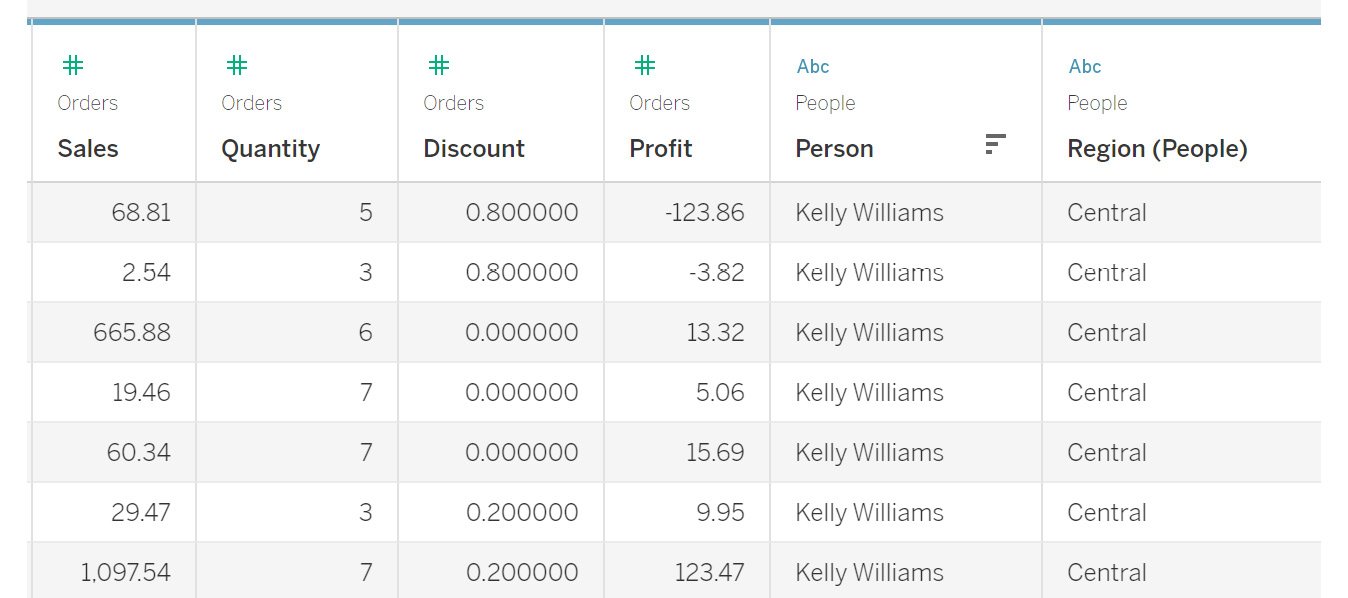 # # # # Abc Abc
Orders Orders Orders Orders People People
Sales Quantity Discount Profit Person Region (People)
68.81 5 0.800000 -123.86 Kelly Williams Central
2.54 3 0.800000 -3.82 Kelly Williams Central
665.88 6 0.000000 13.32 Kelly Williams Central
19.46 7 0.000000 5.06 Kelly Williams Central
60.34 7 0.000000 15.69 Kelly Williams Central
29.47 3 0.200000 9.95 Kelly Williams Central
1,097.54 7 0.200000 123.47 Kelly Williams Central